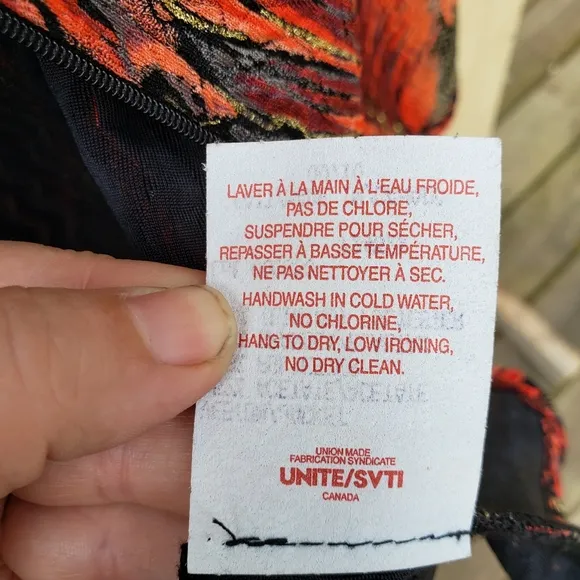 LAVER À LA MAIN À L'EAU FROIDE,
PAS DE CHLORE,
SUSPENDRE POUR SÉCHER,
REPASSER À BASSE TEMPÉRATURE,
NE PAS NETTOYER À SEC.
HANDWASH IN COLD WATER,
NO CHLORINE,
HANG TO DRY, LOW IRONING,
NO DRY CLEAN.
UNION MADE
FABRICATION SYNDICATE
UNITE/SVTI
CANADA